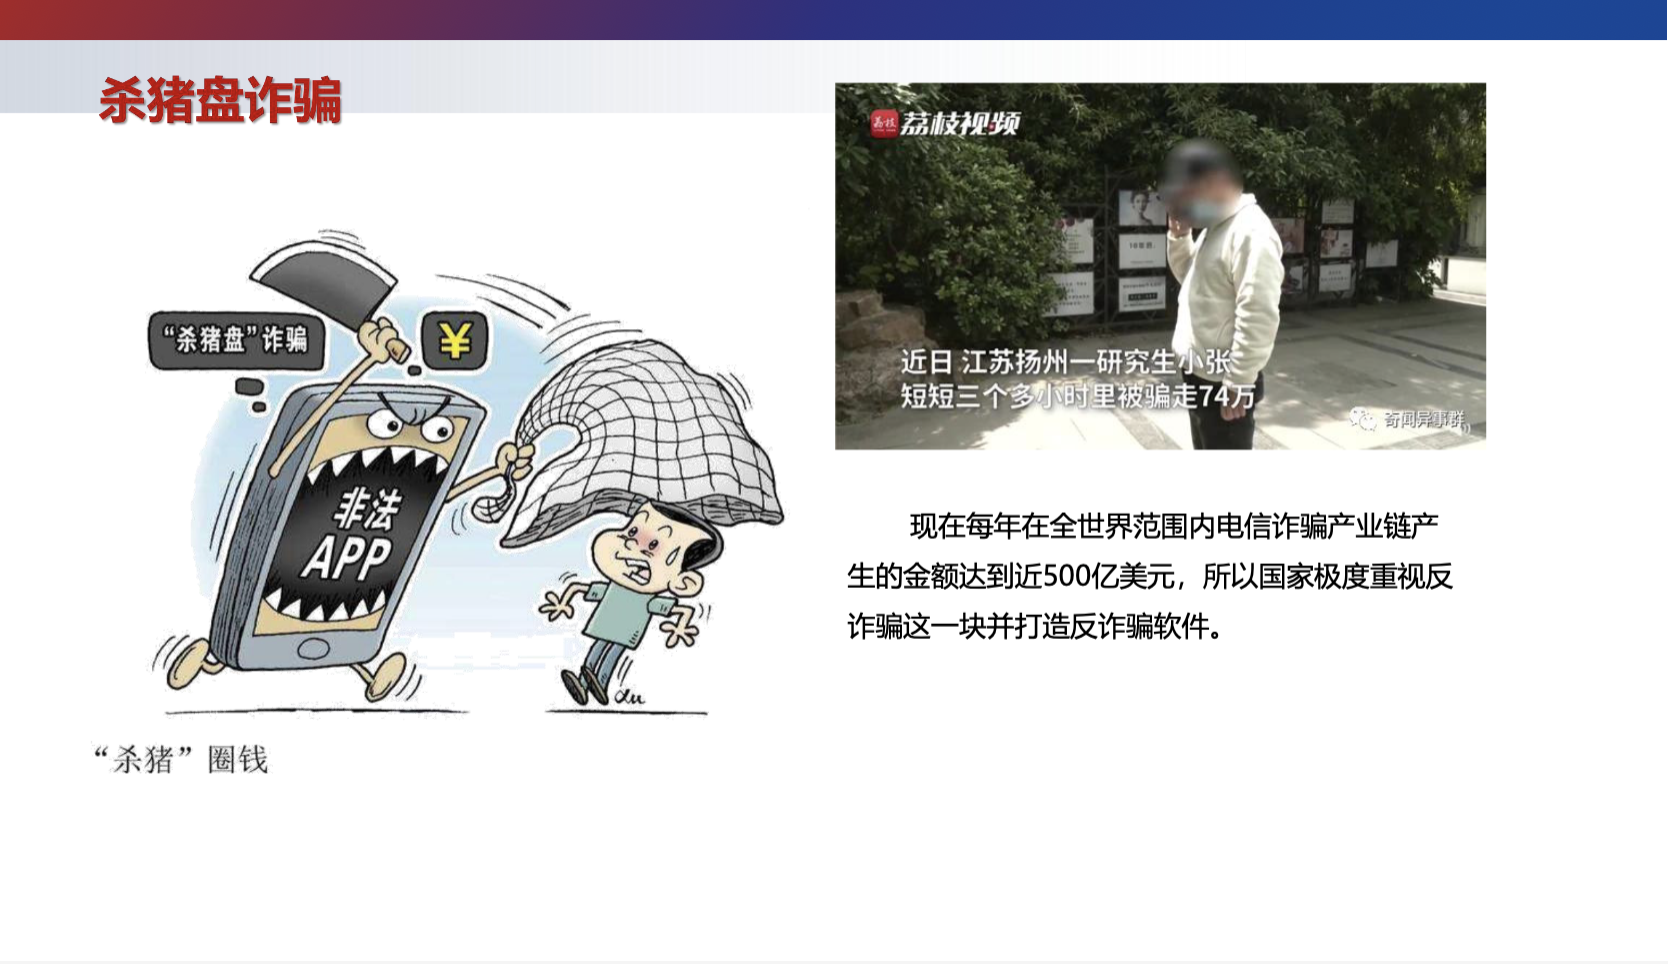 杀猪盘诈骗
“杀猪盘”诈骗
¥
非法
APP
du
“杀猪”圈钱
荔枝
荔枝视频
近日 江苏扬州一研究生小张
短短三个多小时里被骗走74万
奇闻异事群
现在每年在全世界范围内电信诈骗产业链产
生的金额达到近500亿美元，所以国家极度重视反
诈骗这一块并打造反诈骗软件。